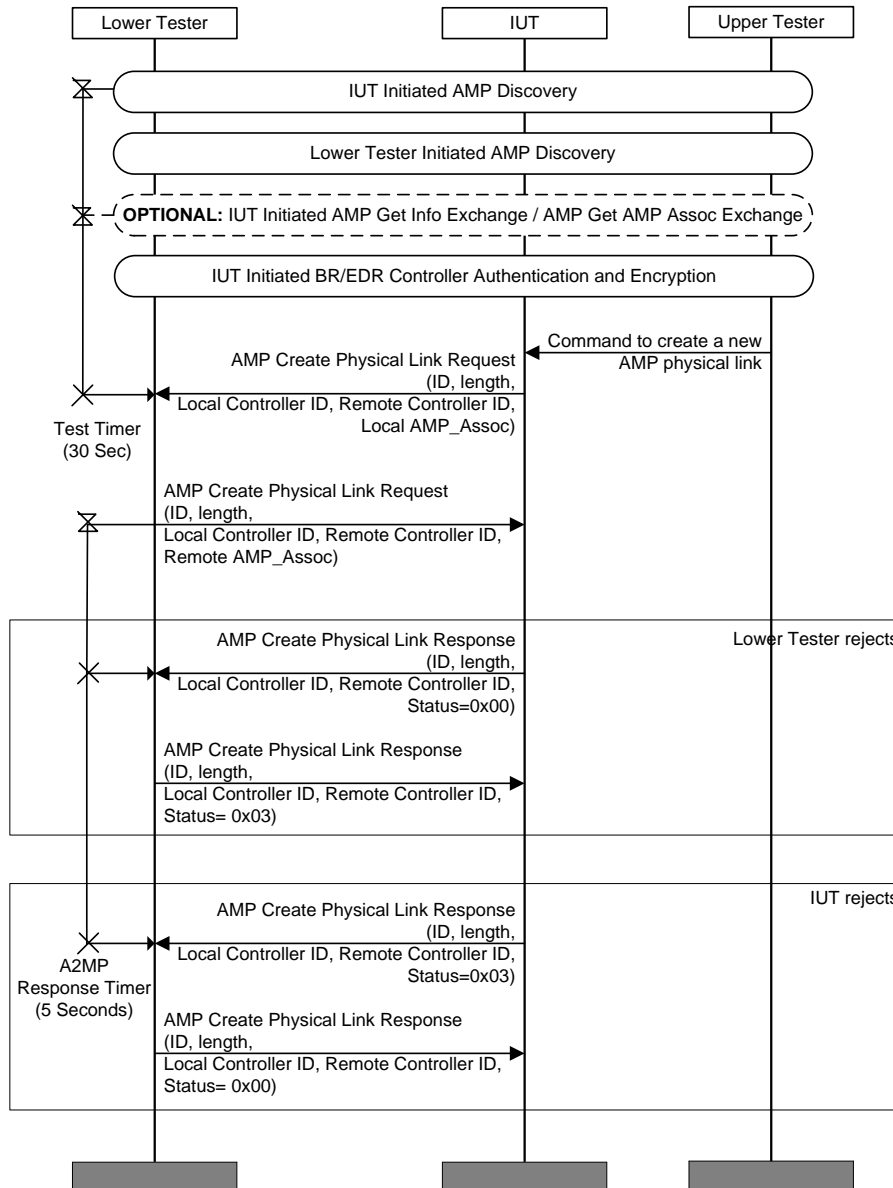 Lower Tester
IUT
Upper Tester
IUT Initiated AMP Discovery
Lower Tester Initiated AMP Discovery
OPTIONAL: IUT Initiated AMP Get Info Exchange / AMP Get AMP Assoc Exchange
IUT Initiated BR/EDR Controller Authentication and Encryption
Command to create a new
AMP physical link
AMP Create Physical Link Request
(ID, length,
Local Controller ID, Remote Controller ID,
Local AMP_Assoc)
Test Timer
(30 Sec)
AMP Create Physical Link Request
(ID, length,
Local Controller ID, Remote Controller ID,
Remote AMP_Assoc)
Lower Tester rejects
AMP Create Physical Link Response
(ID, length,
Local Controller ID, Remote Controller ID,
Status=0x00)
AMP Create Physical Link Response
(ID, length,
Local Controller ID, Remote Controller ID,
Status= 0x03)
IUT rejects
AMP Create Physical Link Response
(ID, length,
Local Controller ID, Remote Controller ID,
Status=0x03)
A2MP
Response Timer
(5 Seconds)
AMP Create Physical Link Response
(ID, length,
Local Controller ID, Remote Controller ID,
Status= 0x00)